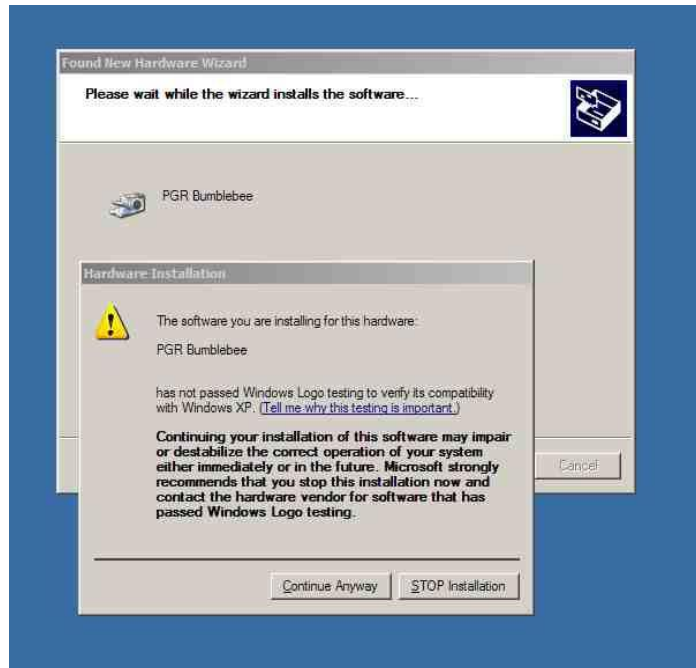 Found New Hardware Wizard
Please wait while the wizard installs the software...
PGR Bumblebee
Hardware Installation
The software you are installing for this hardware:
PGR Bumblebee
has not passed Windows Logo testing to verify its compatibility
with Windows XP. (Tell me why this testing is important.)
Continuing your installation of this software may impair
or destabilize the correct operation of your system
either immediately or in the future. Microsoft strongly
recommends that you stop this installation now and
contact the hardware vendor for software that has
passed Windows Logo testing.
Cancel
Continue Anyway
STOP Installation